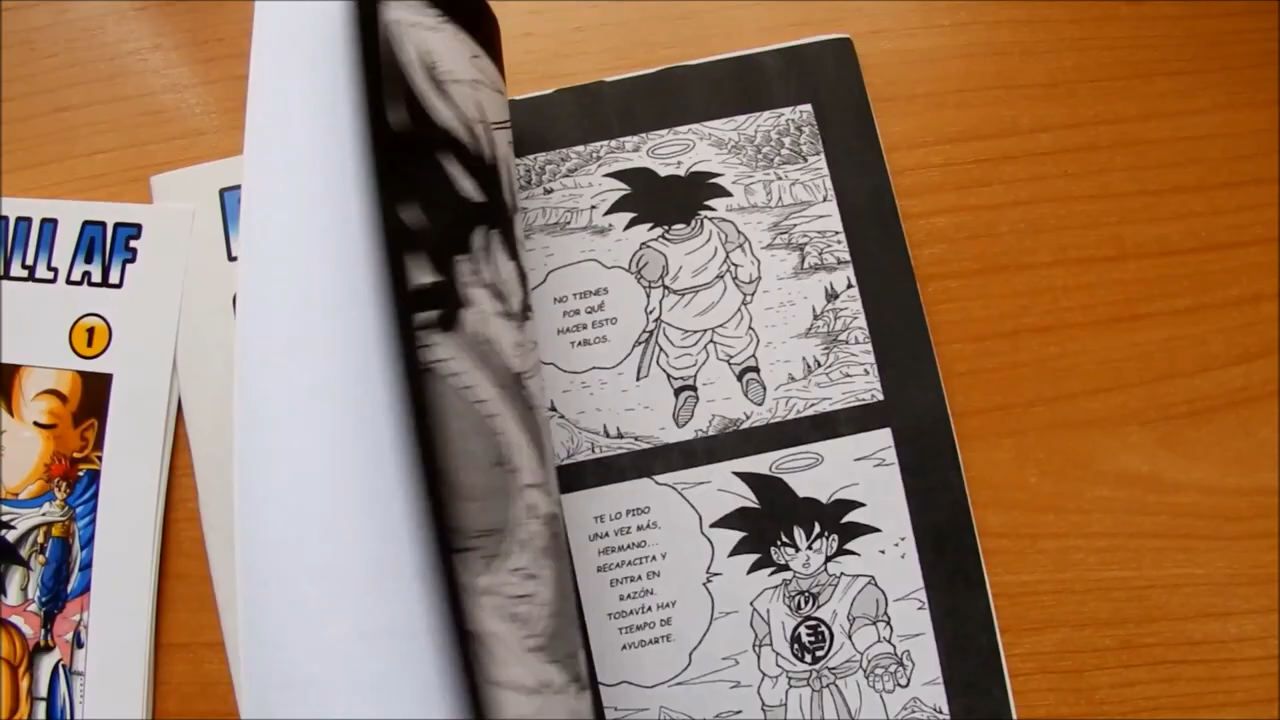 ALL AF
1
NO TIENES
POR QUÉ
HACER ESTO
TABLOS.
TE LO PIDO
UNA VEZ MÁS,
HERMANO...
RECAPACITA Y
ENTRA EN
RAZÓN.
TODAVÍA HAY
TIEMPO DE
AYUDARTE.